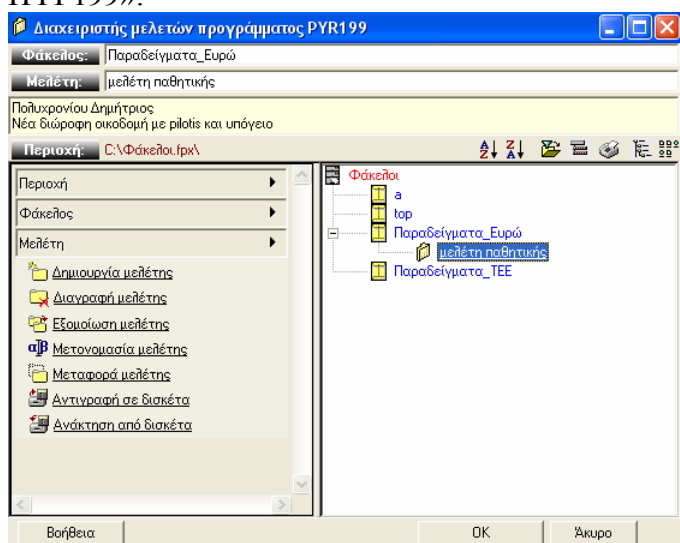 Διαχειριστής μελετών προγράμματος PYR199
Φάκελος: Παραδείγματα_Ευρώ
Μελέτη: μελέτη παθητικής
Πολυχρονίου Δημήτριος
Νέα διώροφη οικοδομή με pilotis και υπόγειο
Περιοχή: C:\Φάκελοι.fpx\
Περιοχή
Φάκελος
Μελέτη
Δημιουργία μελέτης
Διαγραφή μελέτης
Εξομοίωση μελέτης
Μετονομασία μελέτης
Μεταφορά μελέτης
Αντιγραφή σε δισκέτα
Ανάκτηση από δισκέτα
Φάκελοι
a
top
Παραδείγματα_Ευρώ
μελέτη παθητικής
Παραδείγματα_ΤΕΕ
Βοήθεια
OK
Άκυρο